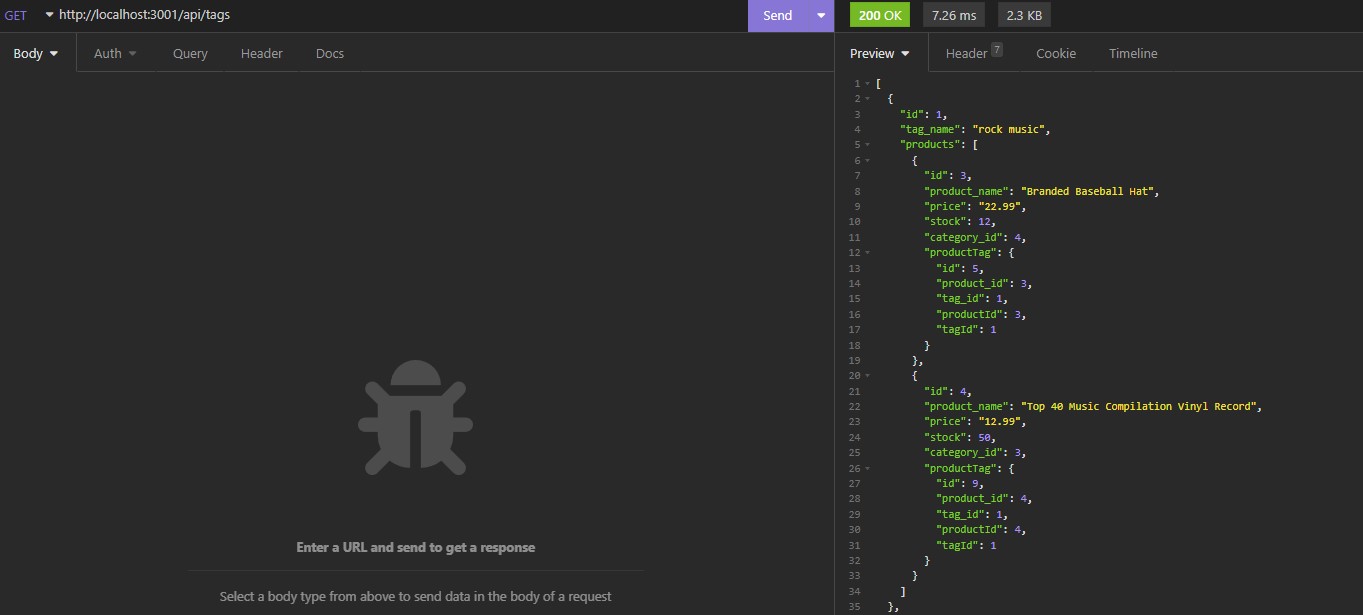 GET http://localhost:3001/api/tags Send 200 OK 7.26 ms 2.3 KB
Body Auth Query Header Docs
Preview Header 7 Cookie Timeline
1 [
2 {
3 "id": 1,
4 "tag_name": "rock music",
5 "products": [
6 {
7 "id": 3,
8 "product_name": "Branded Baseball Hat",
9 "price": "22.99",
10 "stock": 12,
11 "category_id": 4,
12 "productTag": {
13 "id": 5,
14 "product_id": 3,
15 "tag_id": 1,
16 "productId": 3,
17 "tagId": 1
18 }
19 },
20 {
21 "id": 4,
22 "product_name": "Top 40 Music Compilation Vinyl Record",
23 "price": "12.99",
24 "stock": 50,
25 "category_id": 3,
26 "productTag": {
27 "id": 9,
28 "product_id": 4,
29 "tag_id": 1,
30 "productId": 4,
31 "tagId": 1
32 }
33 }
34 ]
35 },
Enter a URL and send to get a response
Select a body type from above to send data in the body of a request